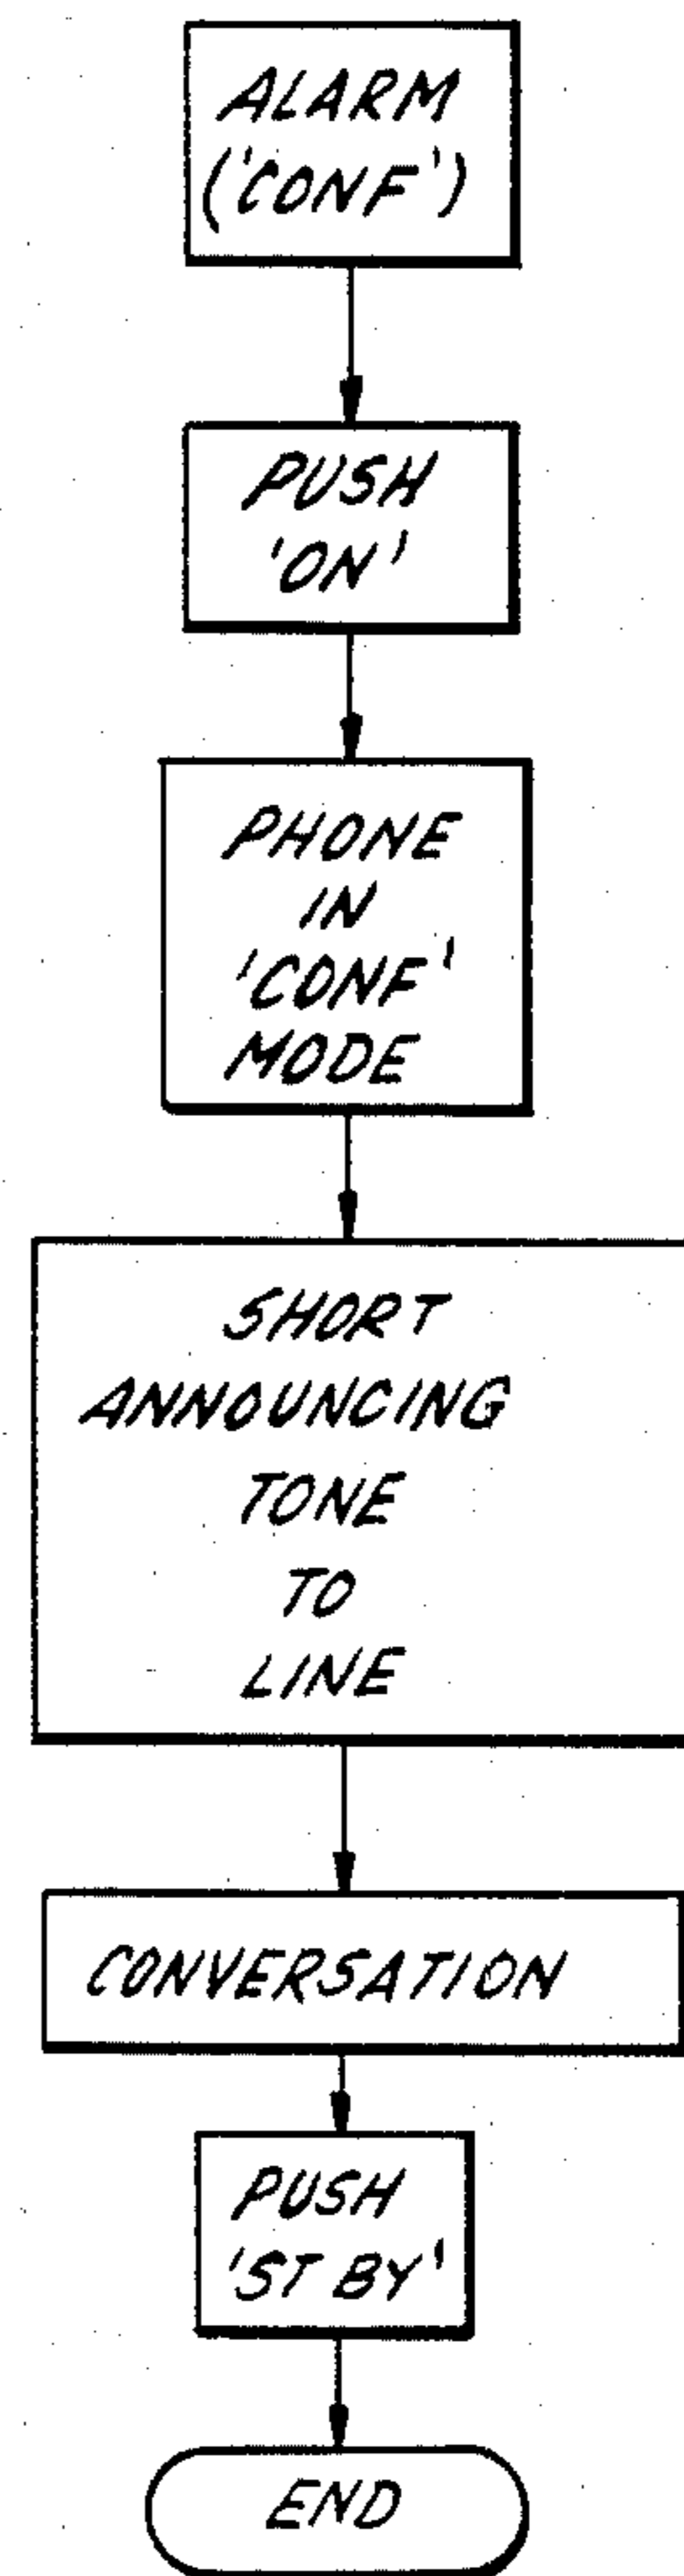 ALARM
('CONF')
PUSH
'ON'
PHONE
IN
'CONF'
MODE
SHORT
ANNOUNCING
TONE
TO
LINE
CONVERSATION
PUSH
'ST BY'
END